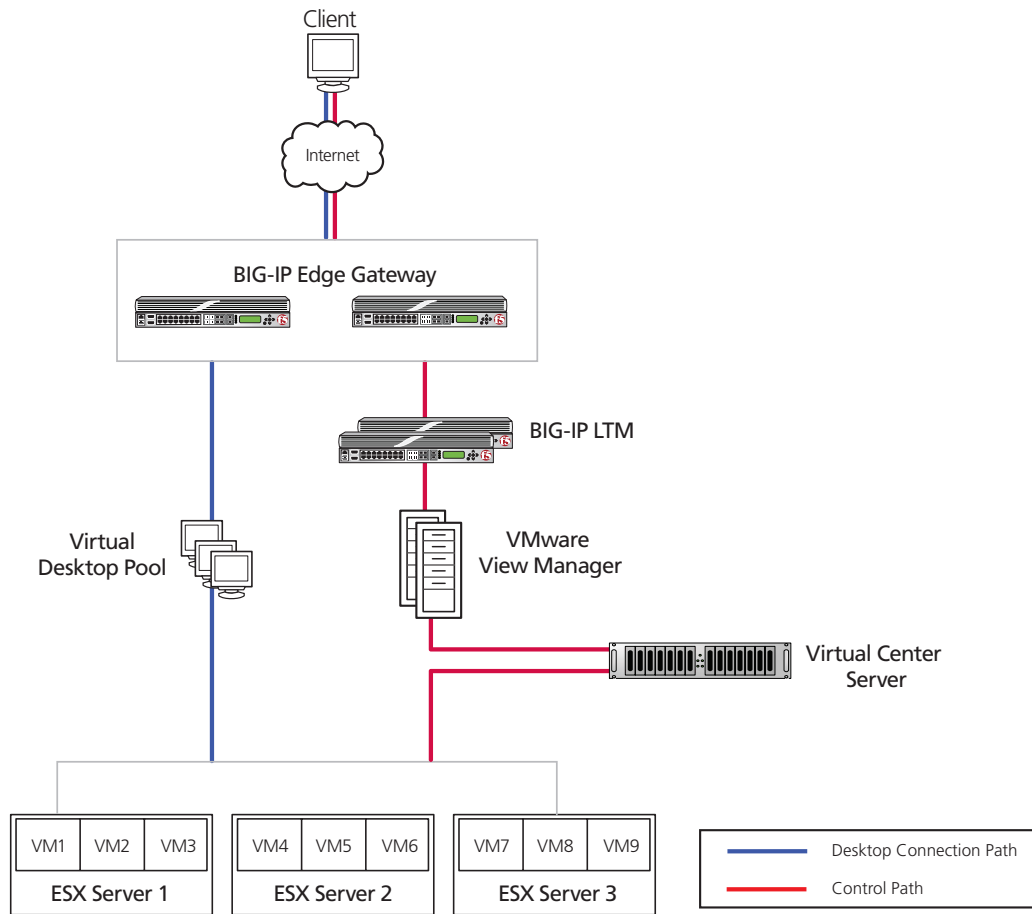 Client
Internet
BIG-IP Edge Gateway
BIG-IP LTM
Virtual
Desktop Pool
VMware
View Manager
Virtual Center
Server
VM1 VM2 VM3
ESX Server 1
VM4 VM5 VM6
ESX Server 2
VM7 VM8 VM9
ESX Server 3
Desktop Connection Path
Control Path